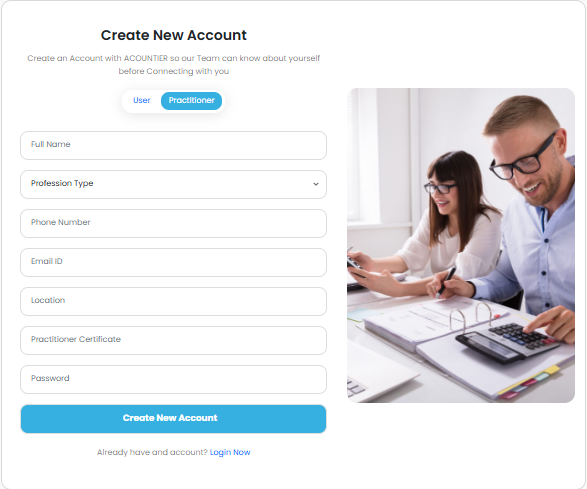 Create New Account
Create an Account with ACOUNTIER so our Team can know about yourself
before Connecting with you
User Practitioner
Full Name
Profession Type
Phone Number
Email ID
Location
Practitioner Certificate
Password
Create New Account
Already have and account? Login Now